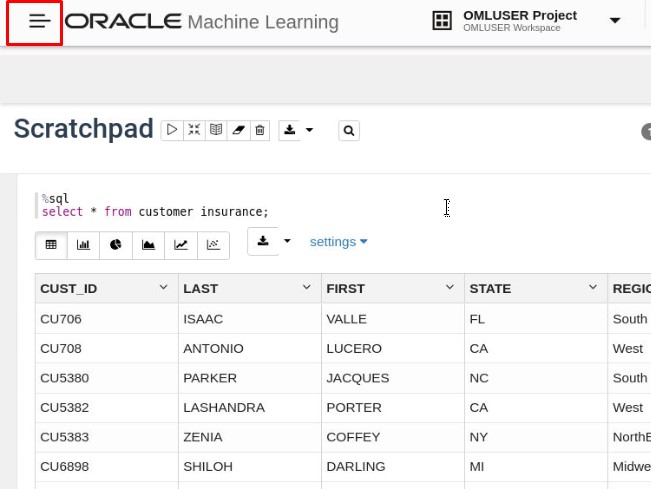 ORACLE Machine Learning
OMLUSER Project
OMLUSER Workspace
Scratchpad
%sql
select * from customer insurance;
settings
CUST_ID LAST FIRST STATE REGIO
CU706 ISAAC VALLE FL South
CU708 ANTONIO LUCERO CA West
CU5380 PARKER JACQUES NC South
CU5382 LASHANDRA PORTER CA West
CU5383 ZENIA COFFEY NY NorthE
CU6898 SHILOH DARLING MI Midwe